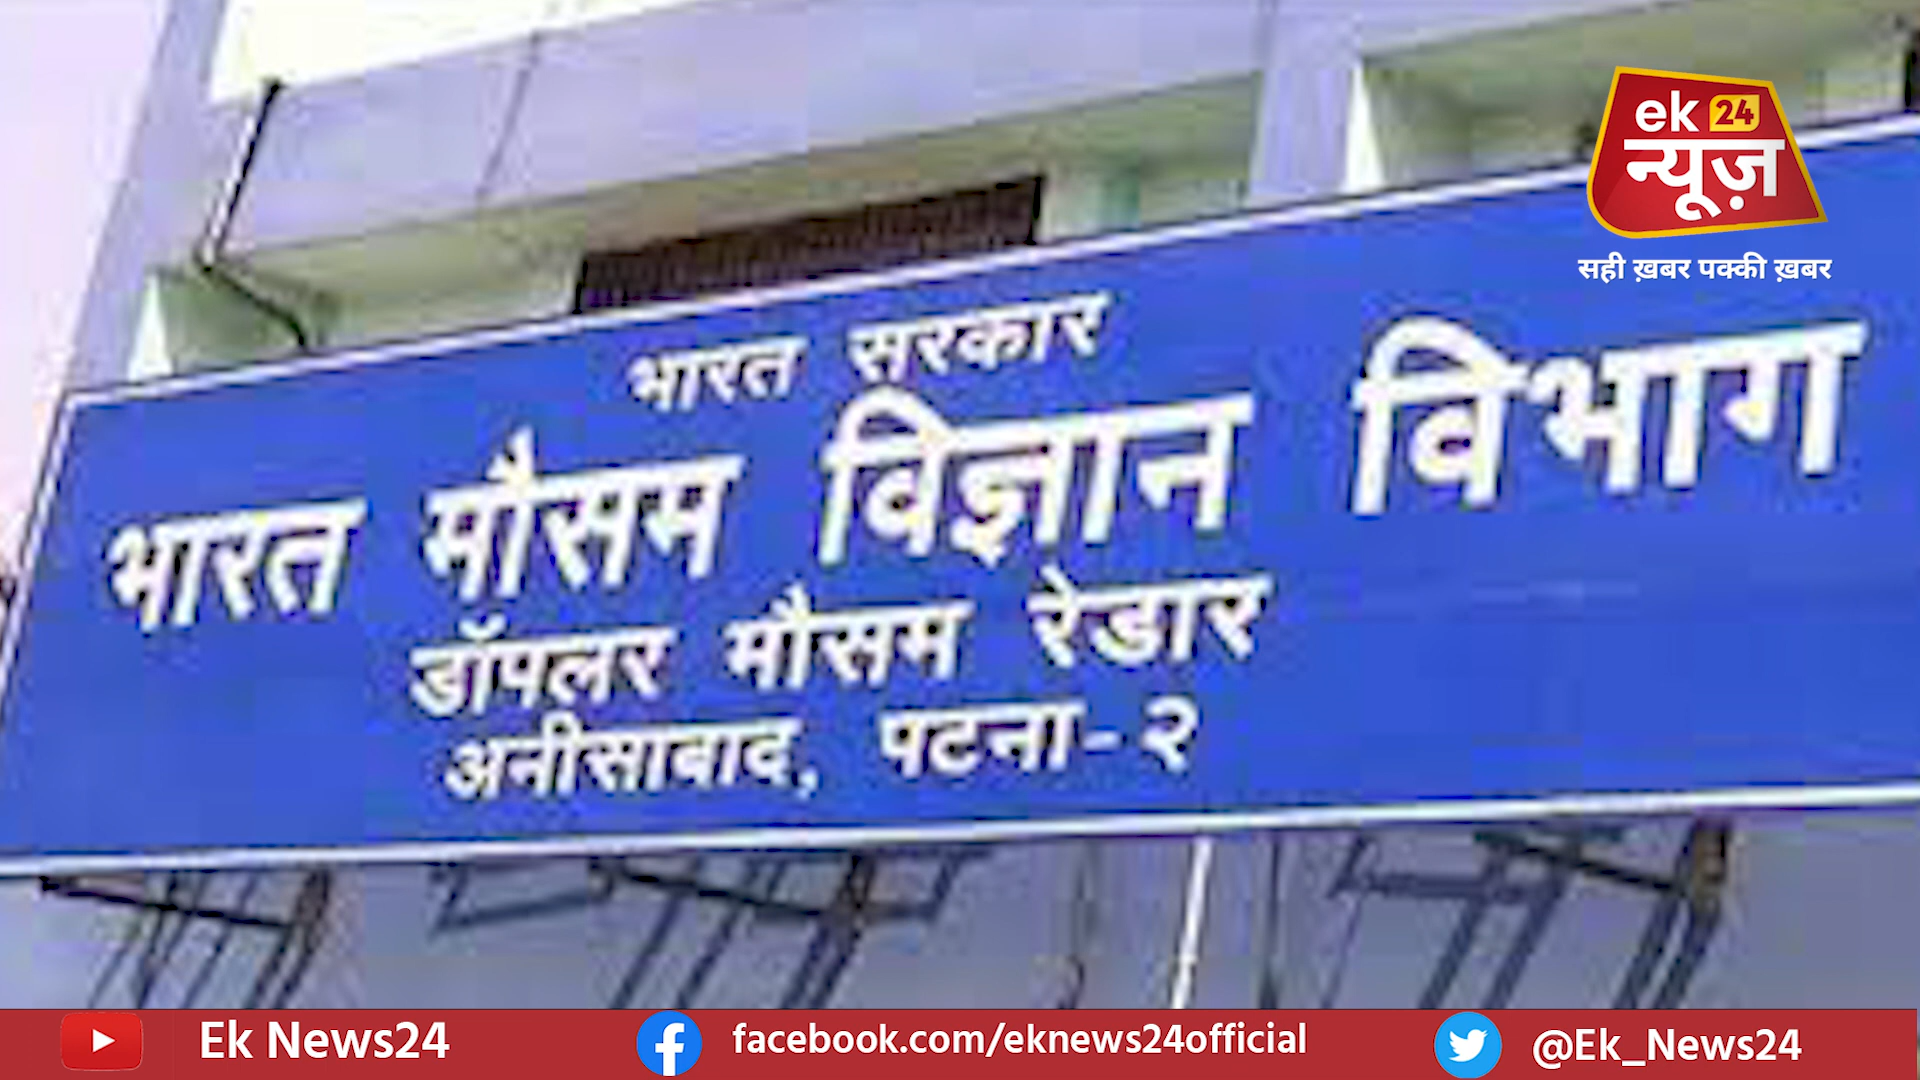 ek 24
न्यूज़
सही ख़बर पक्की ख़बर
भारत सरकार
भारत मौसम विज्ञान विभाग
डॉपलर मौसम रेडार
अनीसाबाद, पटना-२
Ek News24
facebook.com/eknews24official
@Ek_News24